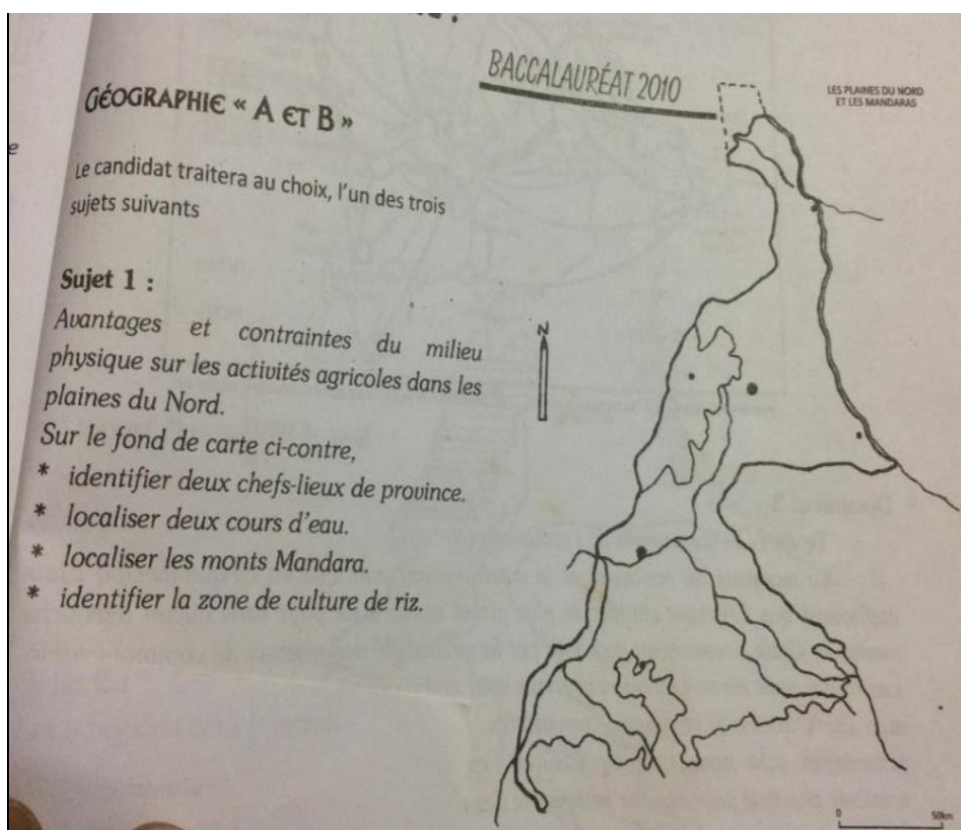 BACCALAURÉAT 2010
GÉOGRAPHIE « A ET B »
Le candidat traitera au choix, l'un des trois
sujets suivants
Sujet 1 :
Avantages et contraintes du milieu
physique sur les activités agricoles dans les
plaines du Nord.
Sur le fond de carte ci-contre,
* identifier deux chefs-lieux de province.
* localiser deux cours d'eau.
* localiser les monts Mandara.
* identifier la zone de culture de riz.
LES PLAINES DU NORD
ET LES MANDARAS
N
0 50km